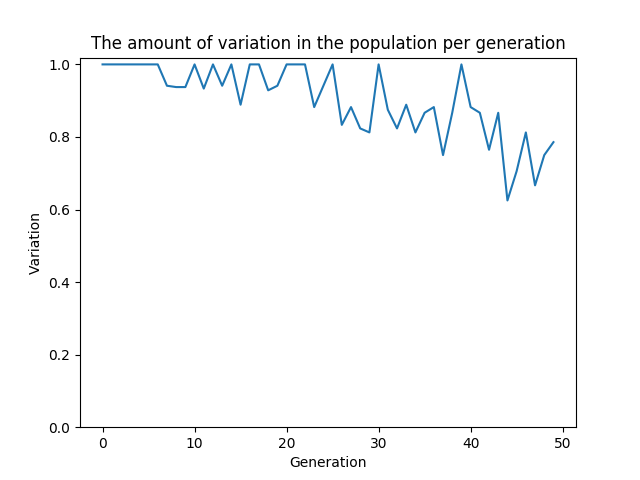 The amount of variation in the population per generation
1.0
0.8
0.6
0.4
0.2
0.0
Variation
0 10 20 30 40 50
Generation